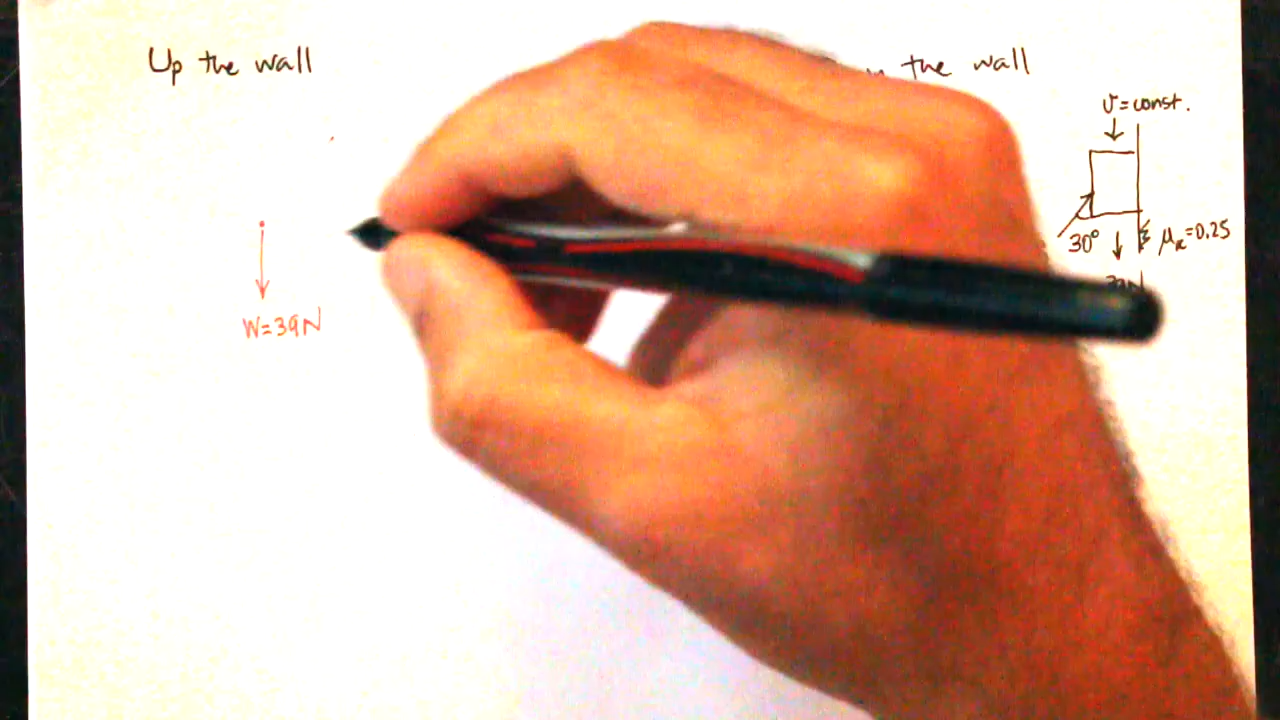 Up the wall
the wall
v=const.
30°
μk=0.25
W=39N